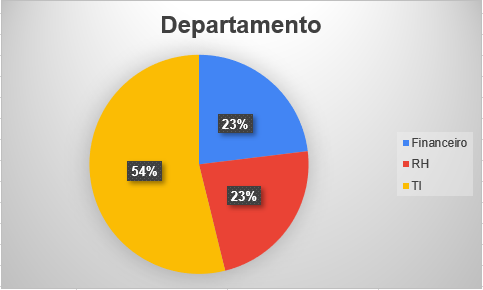 Departamento
23%
54%
23%
Financeiro
RH
TI